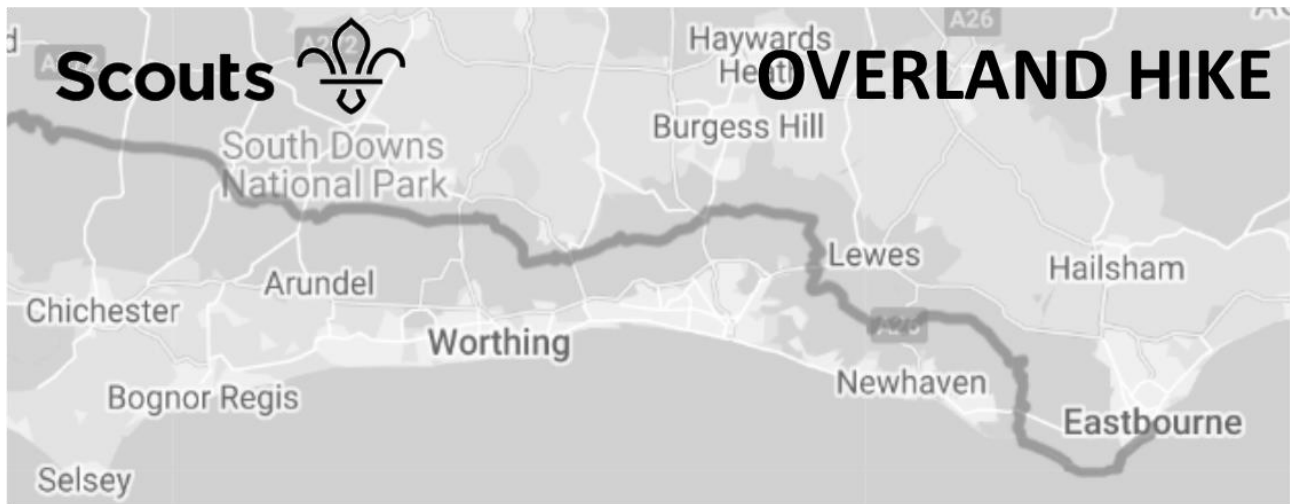 A26
Haywards
Heath
Scouts
OVERLAND HIKE
Burgess Hill
South Downs
National Park
Lewes
Hailsham
Arundel
Chichester
Worthing
Newhaven
Bognor Regis
Eastbourne
Selsey